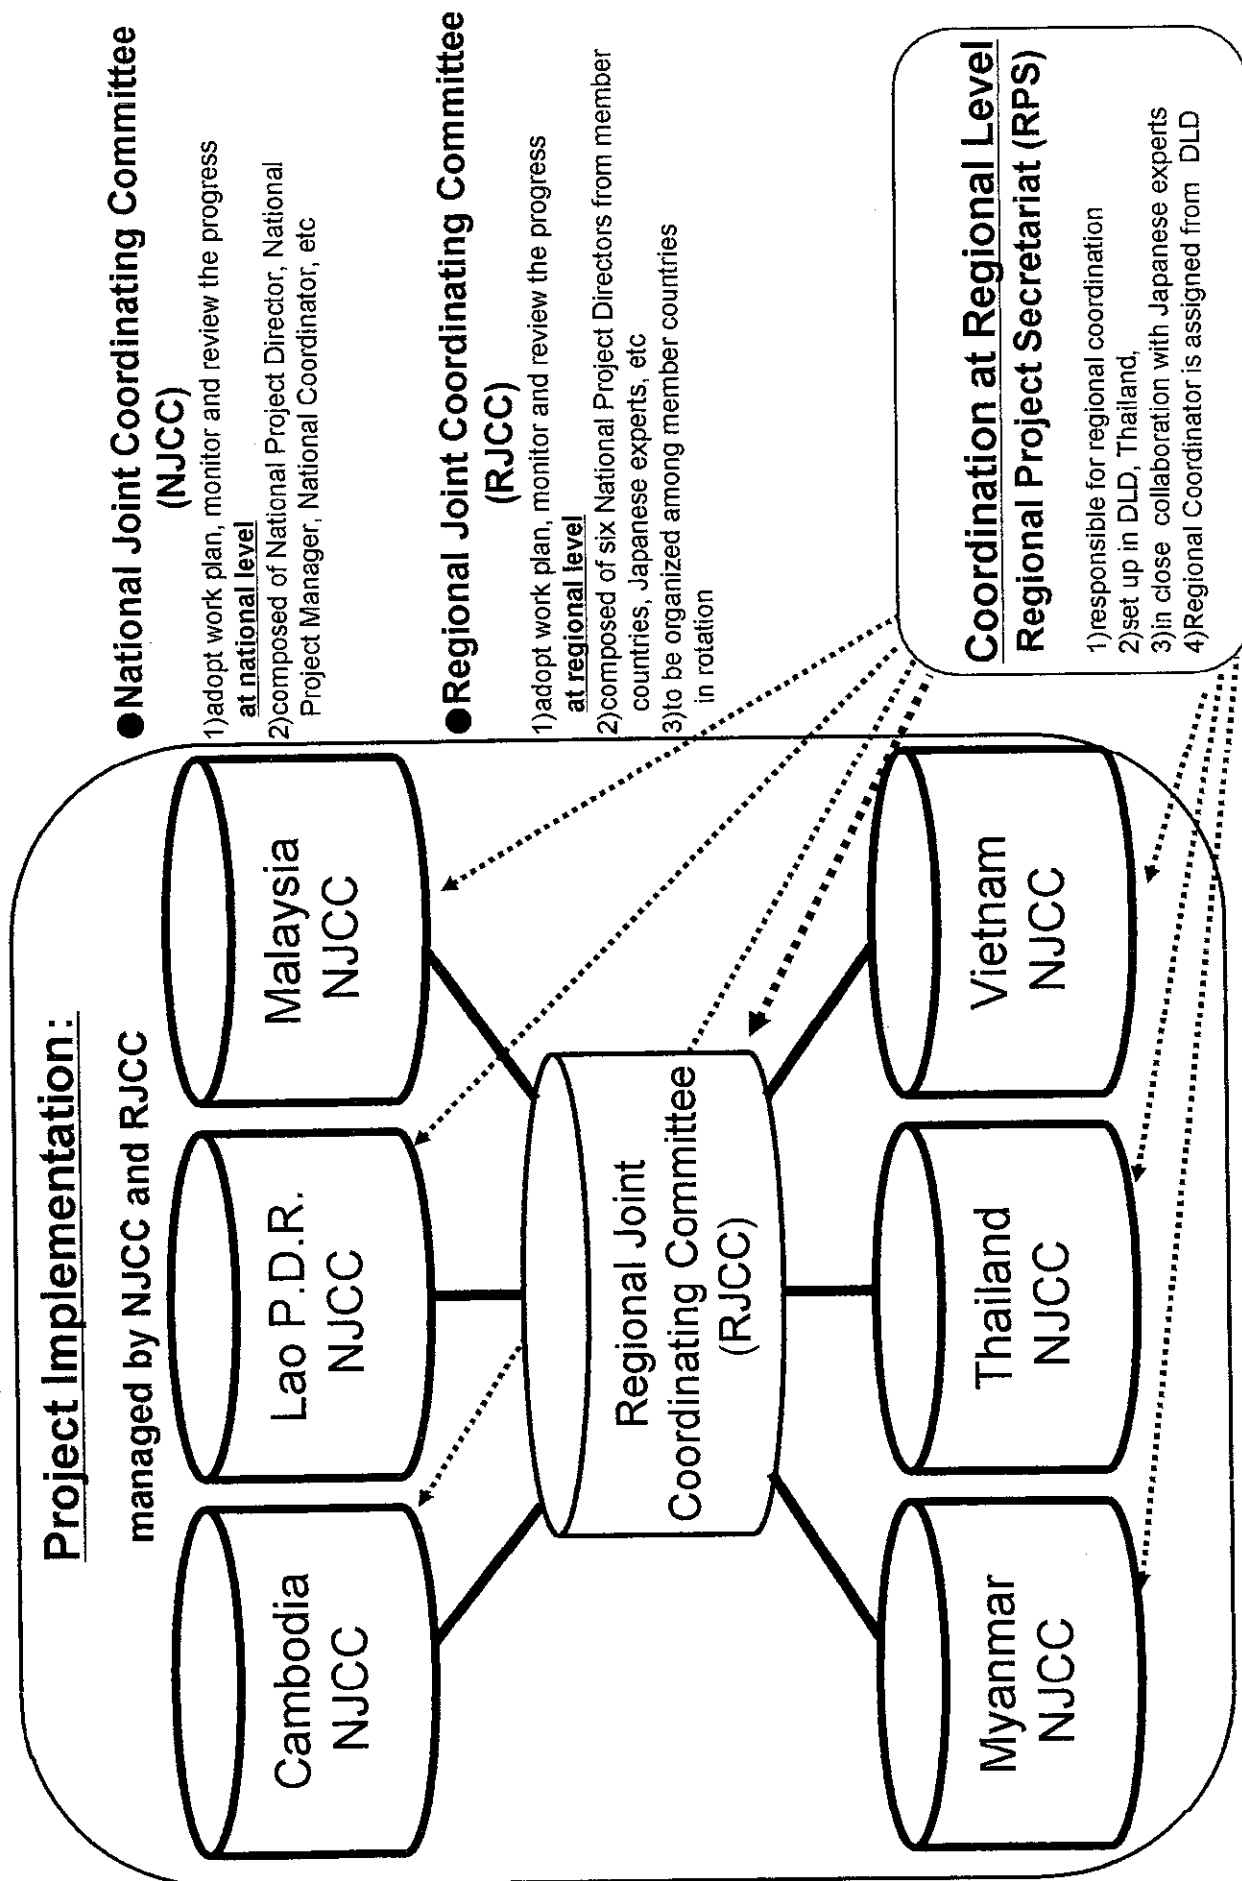 Project Implementation:
managed by NJCC and RJCC
Cambodia
NJCC
Lao P.D.R.
NJCC
Malaysia
NJCC
Regional Joint
Coordinating Committee
(RJCC)
Myanmar
NJCC
Thailand
NJCC
Vietnam
NJCC
●National Joint Coordinating Committee
(NJCC)
1)adopt work plan, monitor and review the progress
at national level
2)composed of National Project Director, National
Project Manager, National Coordinator, etc
●Regional Joint Coordinating Committee
(RJCC)
1)adopt work plan, monitor and review the progress
at regional level
2)composed of six National Project Directors from member
countries, Japanese experts, etc
3)to be organized among member countries
in rotation
Coordination at Regional Level
Regional Project Secretariat (RPS)
1)responsible for regional coordination
2)set up in DLD, Thailand,
3)in close collaboration with Japanese experts
4)Regional Coordinator is assigned from DLD